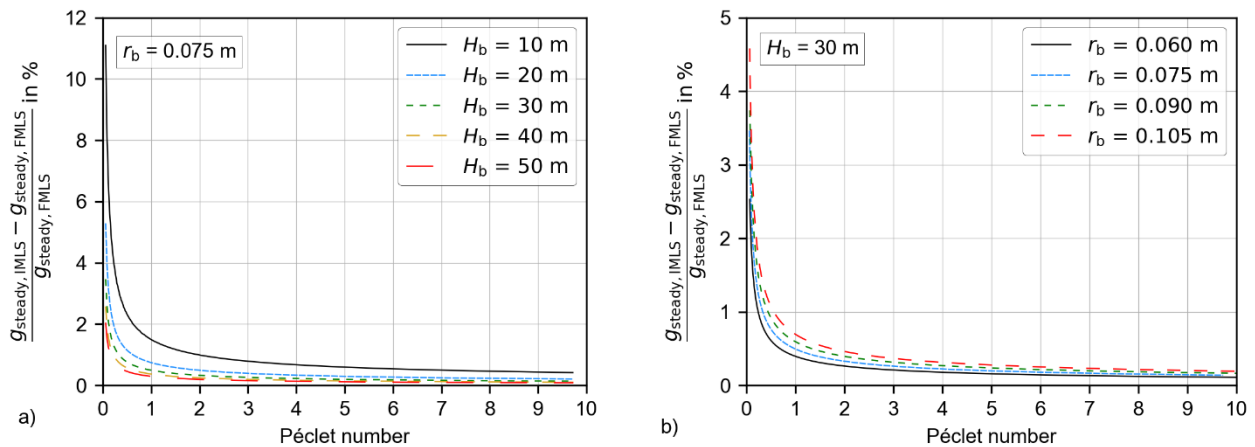 12
10
8
6
4
2
0
g_steady, IMLS − g_steady, FMLS
g_steady, FMLS
in %
r_b = 0.075 m
H_b = 10 m
H_b = 20 m
H_b = 30 m
H_b = 40 m
H_b = 50 m
0 1 2 3 4 5 6 7 8 9 10
Péclet number
a)
5
4
3
2
1
0
g_steady, IMLS − g_steady, FMLS
g_steady, FMLS
in %
H_b = 30 m
r_b = 0.060 m
r_b = 0.075 m
r_b = 0.090 m
r_b = 0.105 m
0 1 2 3 4 5 6 7 8 9 10
Péclet number
b)